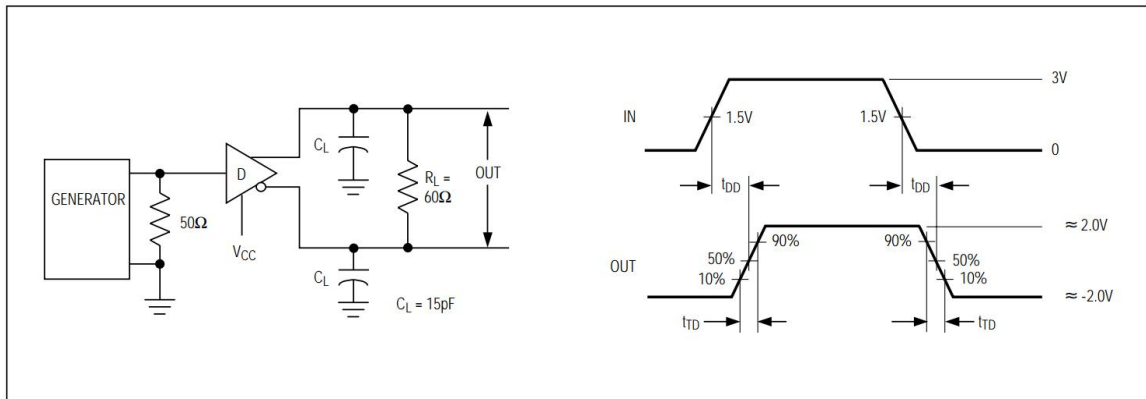 GENERATOR
50Ω
D
VCC
CL
CL
CL = 15pF
RL =
60Ω
OUT
IN
1.5V
1.5V
3V
0
tDD
tDD
OUT
90%
50%
10%
90%
50%
10%
≈ 2.0V
≈ -2.0V
tTD
tTD